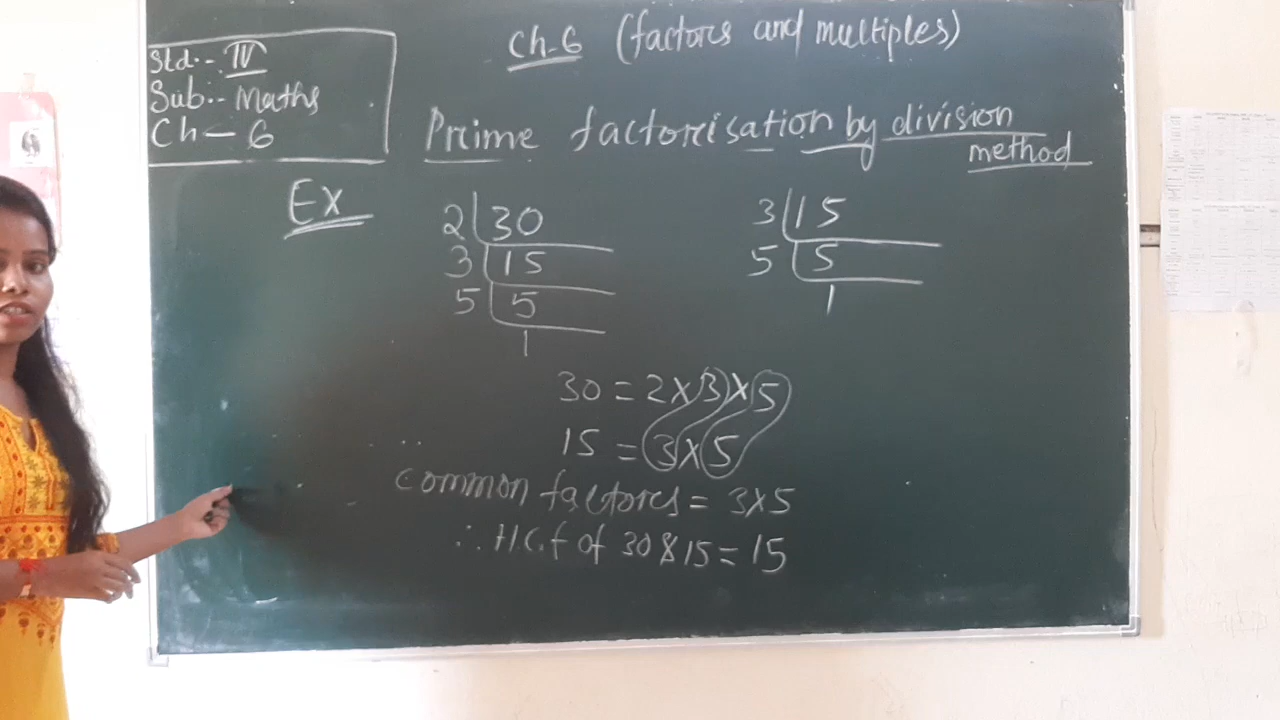 Std.- IV
Sub:- Maths
Ch- 6
Ch-6 (factors and multiples)
Prime factorisation by division
method
Ex
2 30
3 15
5 5
1
3 15
5 5
1
30 = 2 x 3 x 5
15 = 3 x 5
common factores = 3x5
∴ H.C.f of 30 & 15 = 15